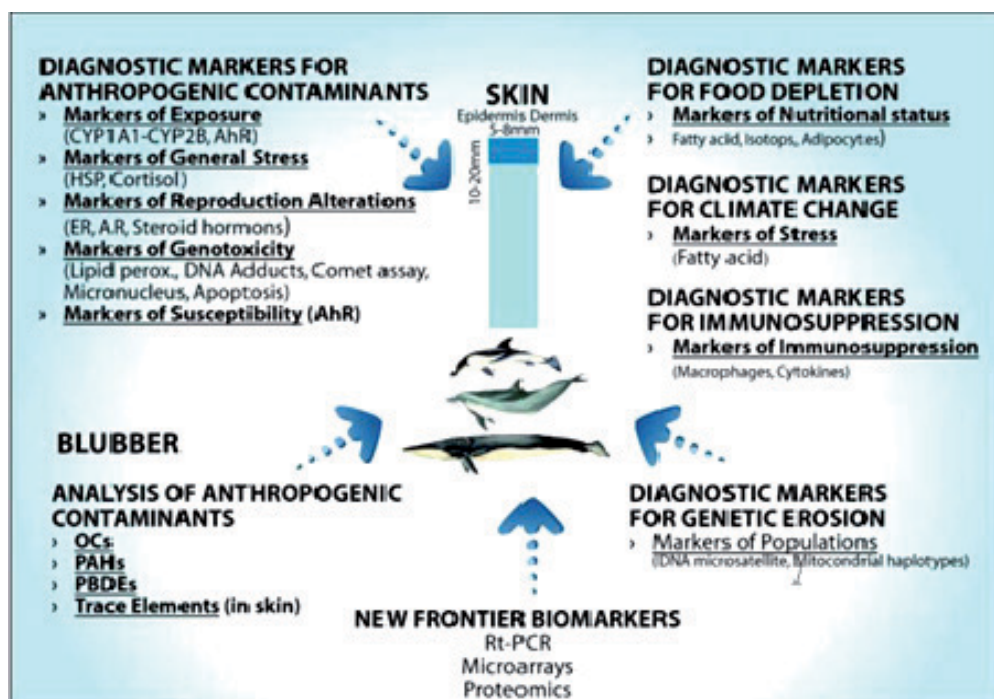 DIAGNOSTIC MARKERS FOR
ANTHROPOGENIC CONTAMINANTS
» Markers of Exposure
(CYP1A1-CYP2B, AhR)
» Markers of General Stress
(HSP, Cortisol)
» Markers of Reproduction Alterations
(ER, AR, Steroid hormons)
» Markers of Genotoxicity
(Lipid perox., DNA Adducts, Comet assay,
Micronucleus, Apoptosis)
» Markers of Susceptibility (AhR)
SKIN
Epidermis Dermis
5-8mm
10-20mm
DIAGNOSTIC MARKERS
FOR FOOD DEPLETION
› Markers of Nutritional status
› Fatty aciid, Isotops, Adipocytes)
DIAGNOSTIC MARKERS
FOR CLIMATE CHANGE
› Markers of Stress
(Fatty acid)
DIAGNOSTIC MARKERS
FOR IMMUNOSUPPRESSION
› Markers of Immunosuppression
(Macrophages, Cytokines)
BLUBBER
ANALYSIS OF ANTHROPOGENIC
CONTAMINANTS
› OCs
› PAHs
› PBDEs
› Trace Elements (in skin)
DIAGNOSTIC MARKERS
FOR GENETIC EROSION
› Markers of Populations
(DNA microsatellite, Mitocondrial haplotypes)
NEW FRONTIER BIOMARKERS
Rt-PCR
Microarrays
Proteomics